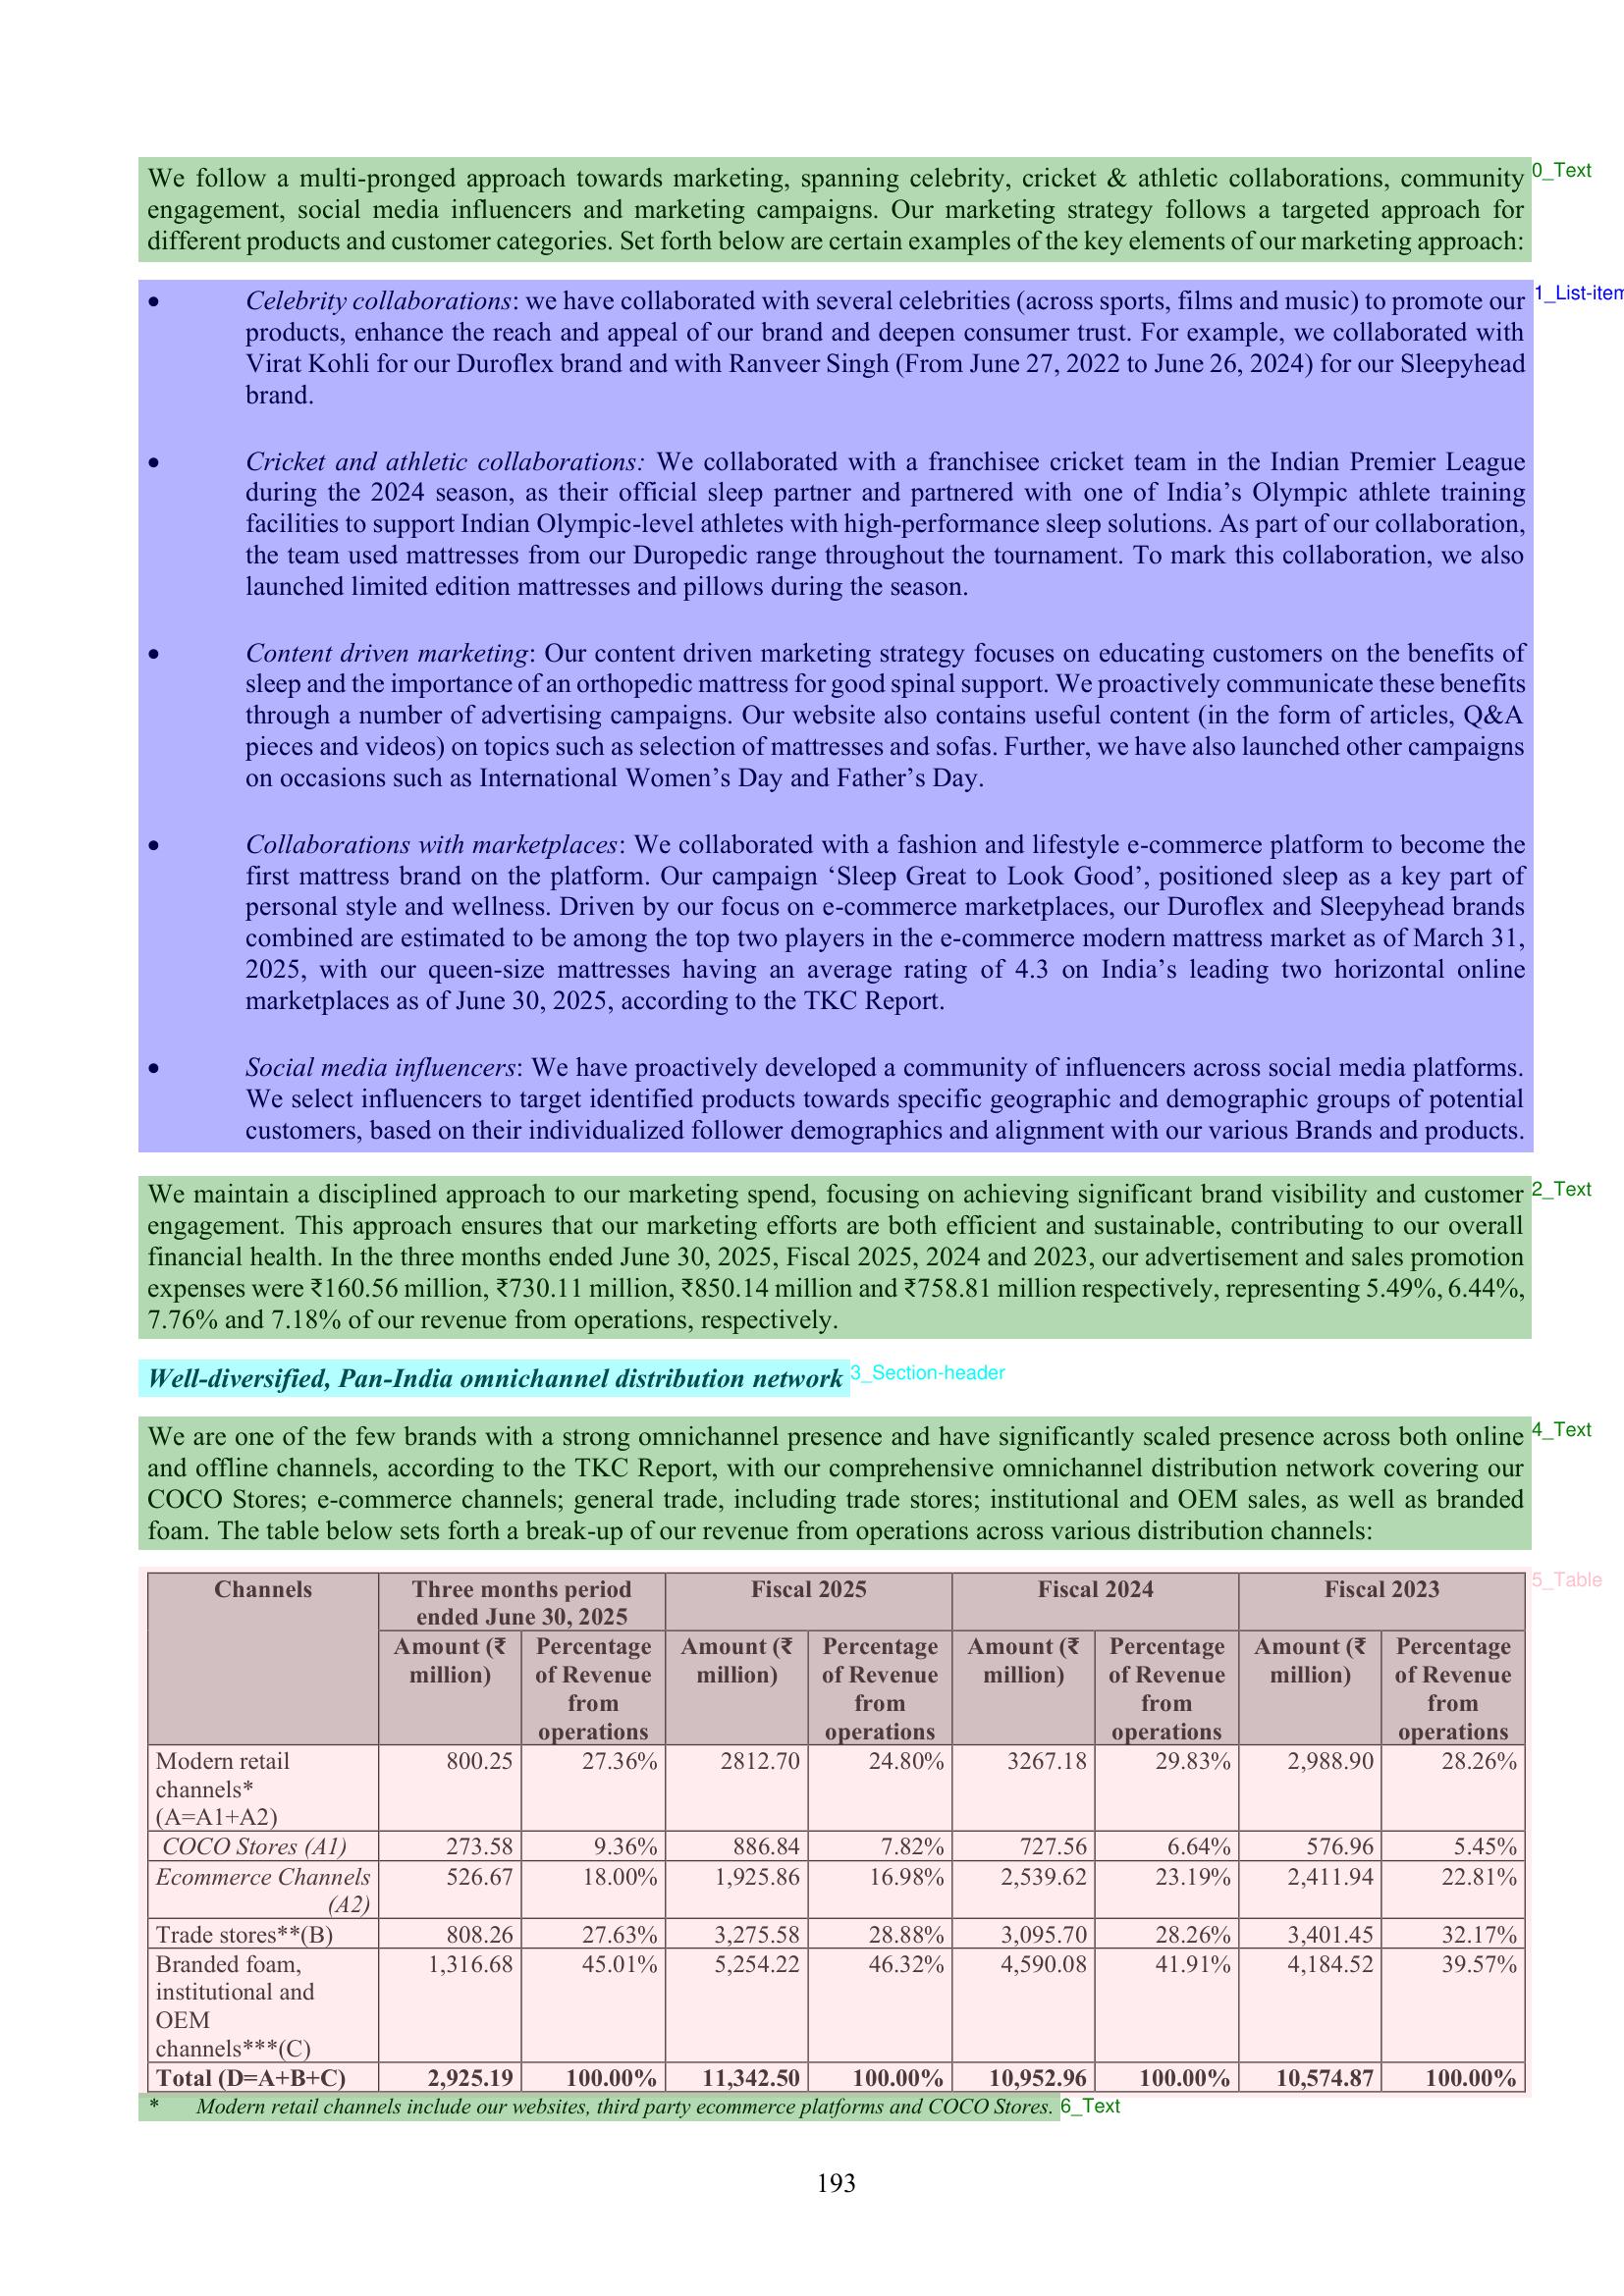 We follow a multi-pronged approach towards marketing, spanning celebrity, cricket & athletic collaborations, community
engagement, social media influencers and marketing campaigns. Our marketing strategy follows a targeted approach for
different products and customer categories. Set forth below are certain examples of the key elements of our marketing approach:
0_Text
• Celebrity collaborations: we have collaborated with several celebrities (across sports, films and music) to promote our
products, enhance the reach and appeal of our brand and deepen consumer trust. For example, we collaborated with
Virat Kohli for our Duroflex brand and with Ranveer Singh (From June 27, 2022 to June 26, 2024) for our Sleepyhead
brand.
1_List-item
• Cricket and athletic collaborations: We collaborated with a franchisee cricket team in the Indian Premier League
during the 2024 season, as their official sleep partner and partnered with one of India’s Olympic athlete training
facilities to support Indian Olympic-level athletes with high-performance sleep solutions. As part of our collaboration,
the team used mattresses from our Duropedic range throughout the tournament. To mark this collaboration, we also
launched limited edition mattresses and pillows during the season.
• Content driven marketing: Our content driven marketing strategy focuses on educating customers on the benefits of
sleep and the importance of an orthopedic mattress for good spinal support. We proactively communicate these benefits
through a number of advertising campaigns. Our website also contains useful content (in the form of articles, Q&A
pieces and videos) on topics such as selection of mattresses and sofas. Further, we have also launched other campaigns
on occasions such as International Women’s Day and Father’s Day.
• Collaborations with marketplaces: We collaborated with a fashion and lifestyle e-commerce platform to become the
first mattress brand on the platform. Our campaign ‘Sleep Great to Look Good’, positioned sleep as a key part of
personal style and wellness. Driven by our focus on e-commerce marketplaces, our Duroflex and Sleepyhead brands
combined are estimated to be among the top two players in the e-commerce modern mattress market as of March 31,
2025, with our queen-size mattresses having an average rating of 4.3 on India’s leading two horizontal online
marketplaces as of June 30, 2025, according to the TKC Report.
• Social media influencers: We have proactively developed a community of influencers across social media platforms.
We select influencers to target identified products towards specific geographic and demographic groups of potential
customers, based on their individualized follower demographics and alignment with our various Brands and products.
We maintain a disciplined approach to our marketing spend, focusing on achieving significant brand visibility and customer
engagement. This approach ensures that our marketing efforts are both efficient and sustainable, contributing to our overall
financial health. In the three months ended June 30, 2025, Fiscal 2025, 2024 and 2023, our advertisement and sales promotion
expenses were ₹160.56 million, ₹730.11 million, ₹850.14 million and ₹758.81 million respectively, representing 5.49%, 6.44%,
7.76% and 7.18% of our revenue from operations, respectively.
2_Text
Well-diversified, Pan-India omnichannel distribution network
3_Section-header
We are one of the few brands with a strong omnichannel presence and have significantly scaled presence across both online
and offline channels, according to the TKC Report, with our comprehensive omnichannel distribution network covering our
COCO Stores; e-commerce channels; general trade, including trade stores; institutional and OEM sales, as well as branded
foam. The table below sets forth a break-up of our revenue from operations across various distribution channels:
4_Text
5_Table
Channels Three months period Fiscal 2025 Fiscal 2024 Fiscal 2023
ended June 30, 2025
Amount (₹ Percentage Amount (₹ Percentage Amount (₹ Percentage Amount (₹ Percentage
million) of Revenue million) of Revenue million) of Revenue million) of Revenue
from from from from
operations operations operations operations
Modern retail 800.25 27.36% 2812.70 24.80% 3267.18 29.83% 2,988.90 28.26%
channels*
(A=A1+A2)
COCO Stores (A1) 273.58 9.36% 886.84 7.82% 727.56 6.64% 576.96 5.45%
Ecommerce Channels 526.67 18.00% 1,925.86 16.98% 2,539.62 23.19% 2,411.94 22.81%
(A2)
Trade stores**(B) 808.26 27.63% 3,275.58 28.88% 3,095.70 28.26% 3,401.45 32.17%
Branded foam, 1,316.68 45.01% 5,254.22 46.32% 4,590.08 41.91% 4,184.52 39.57%
institutional and
OEM
channels***(C)
Total (D=A+B+C) 2,925.19 100.00% 11,342.50 100.00% 10,952.96 100.00% 10,574.87 100.00%
* Modern retail channels include our websites, third party ecommerce platforms and COCO Stores.
6_Text
193